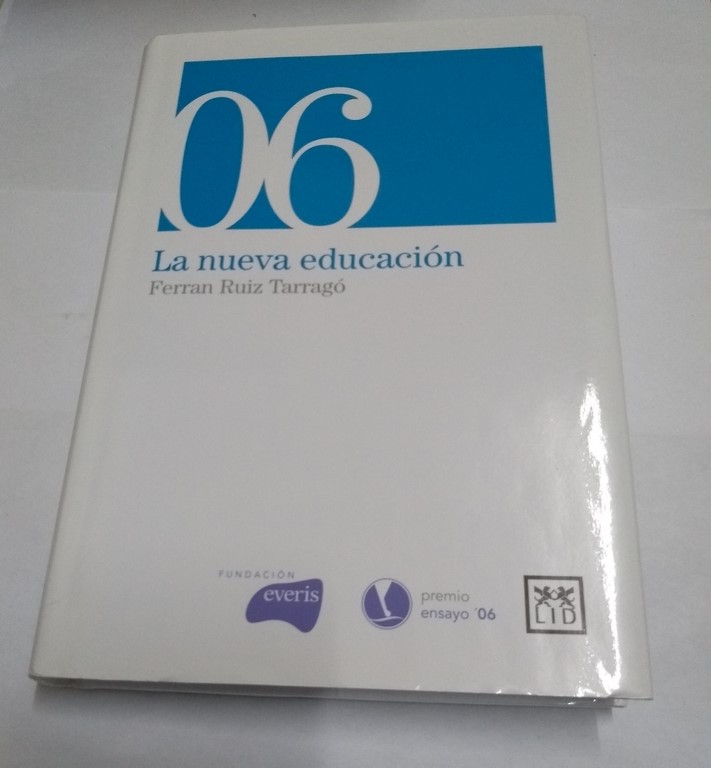 06
La nueva educación
Ferran Ruiz Tarragó
FUNDACIÓN
everis
premio
ensayo '06
LID